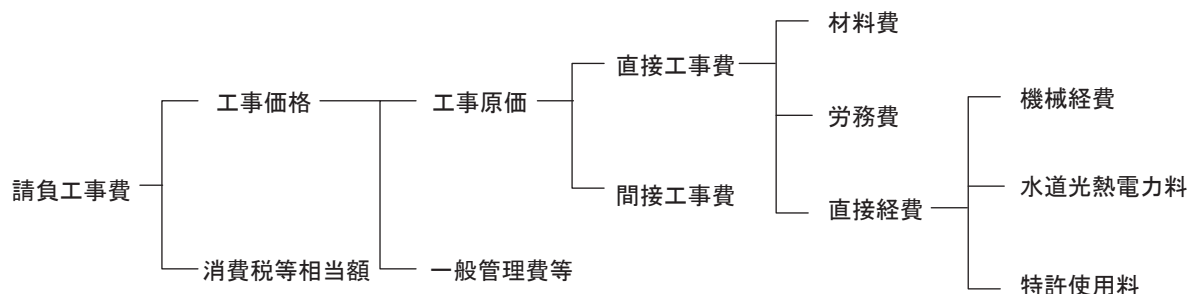 材料費
直接工事費
労務費
機械経費
工事価格
工事原価
請負工事費
間接工事費
直接経費
水道光熱電力料
消費税等相当額
一般管理費等
特許使用料